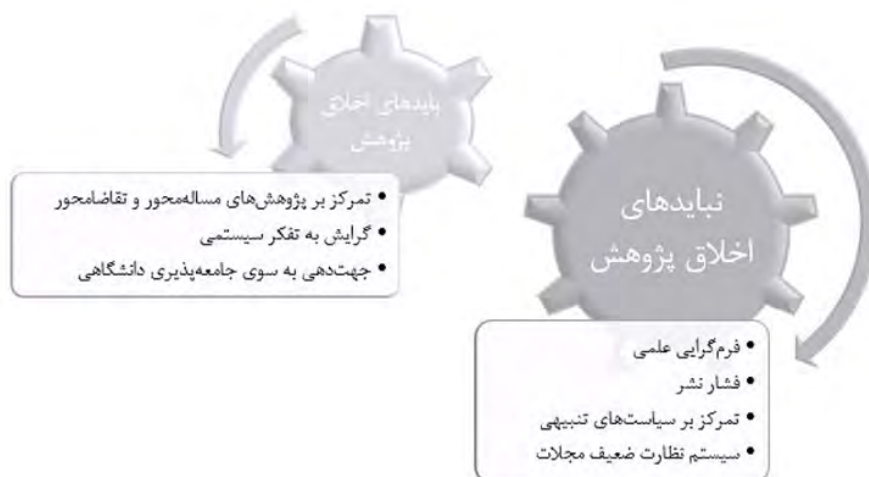 بایدهای اخلاق
پژوهش
• تمرکز بر پژوهش‌های مساله‌محور و تقاضامحور
• گرایش به تفکر سیستمی
• جهت‌دهی به سوی جامعه‌پذیری دانشگاهی
نبایدهای
اخلاق پژوهش
• فرم‌گرایی علمی
• فشار نشر
• تمرکز بر سیاست‌های تنبیهی
• سیستم نظارت ضعیف مجلات